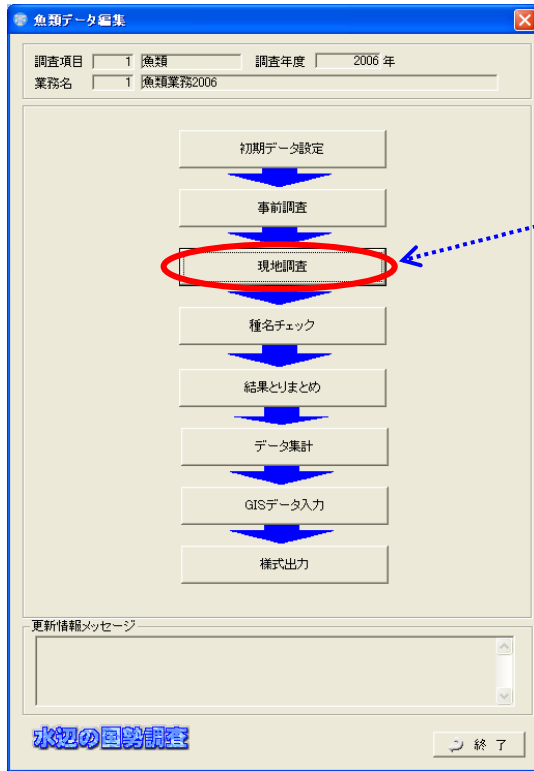 魚類データ編集
調査項目 1 魚類 調査年度 2006 年
業務名 1 魚類業務2006
初期データ設定
事前調査
現地調査
種名チェック
結果とりまとめ
データ集計
GISデータ入力
様式出力
更新情報メッセージ
水辺の国勢調査
終 了